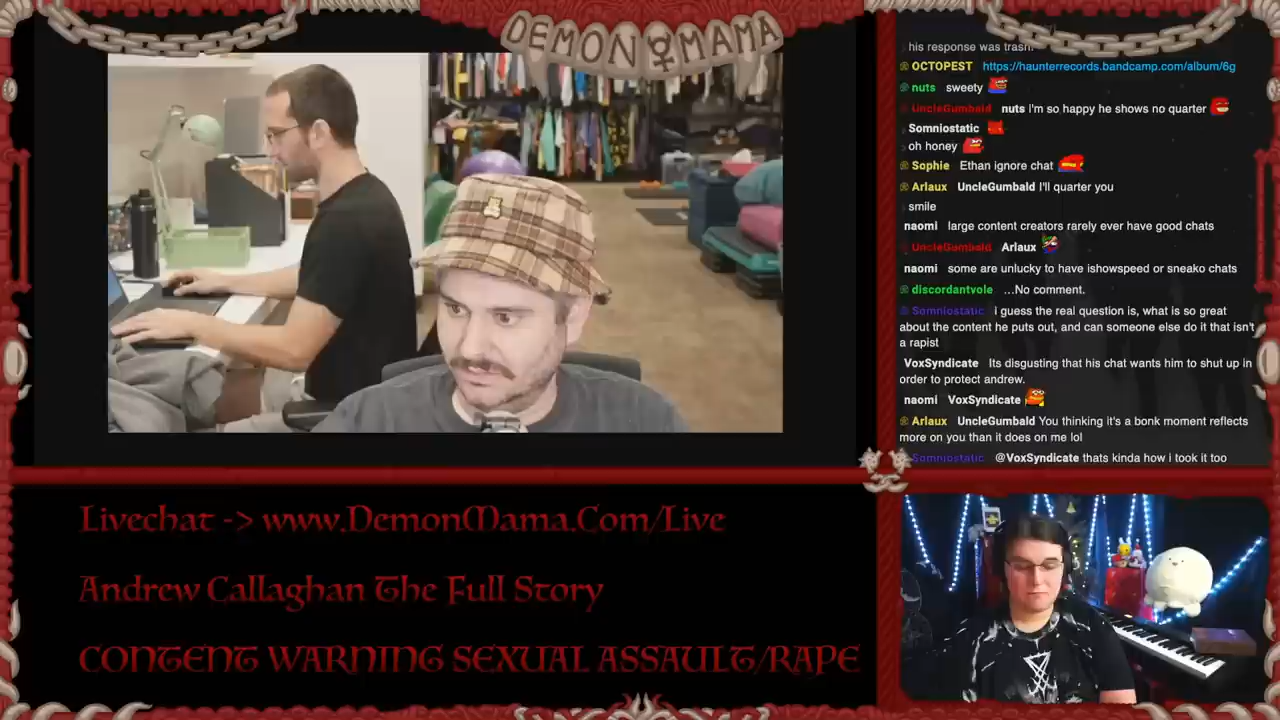 DEMON MAMA
his response was trash.
OCTOPEST https://haunterrecords.bandcamp.com/album/6g
nuts sweety
UncleGumbald nuts i'm so happy he shows no quarter
Somniostatic
oh honey
Sophie Ethan ignore chat
Arlaux UncleGumbald I'll quarter you
smile
naomi large content creators rarely ever have good chats
UncleGumbald Arlaux
naomi some are unlucky to have ishowspeed or sneako chats
discordantvole ...No comment.
Somniostatic i guess the real question is, what is so great
about the content he puts out, and can someone else do it that isn't
a rapist
VoxSyndicate Its disgusting that his chat wants him to shut up in
order to protect andrew.
naomi VoxSyndicate
Arlaux UncleGumbald You thinking it's a bonk moment reflects
more on you than it does on me lol
Somniostatic @VoxSyndicate thats kinda how i took it too
Livechat -> www.DemonMama.Com/Live
Andrew Callaghan The Full Story
CONTENT WARNING SEXUAL ASSAULT/RAPE